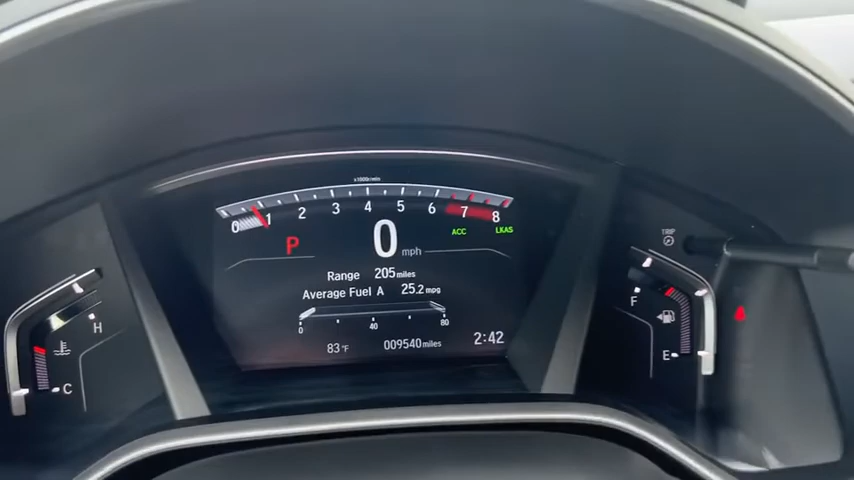 x1000r/min
0 1 2 3 4 5 6 7 8
ACC LKAS
P 0 mph
TRIP
Range 205 miles
Average Fuel A 25.2 mpg
0 40 80
83°F 009540 miles 2:42
H
C
F
E